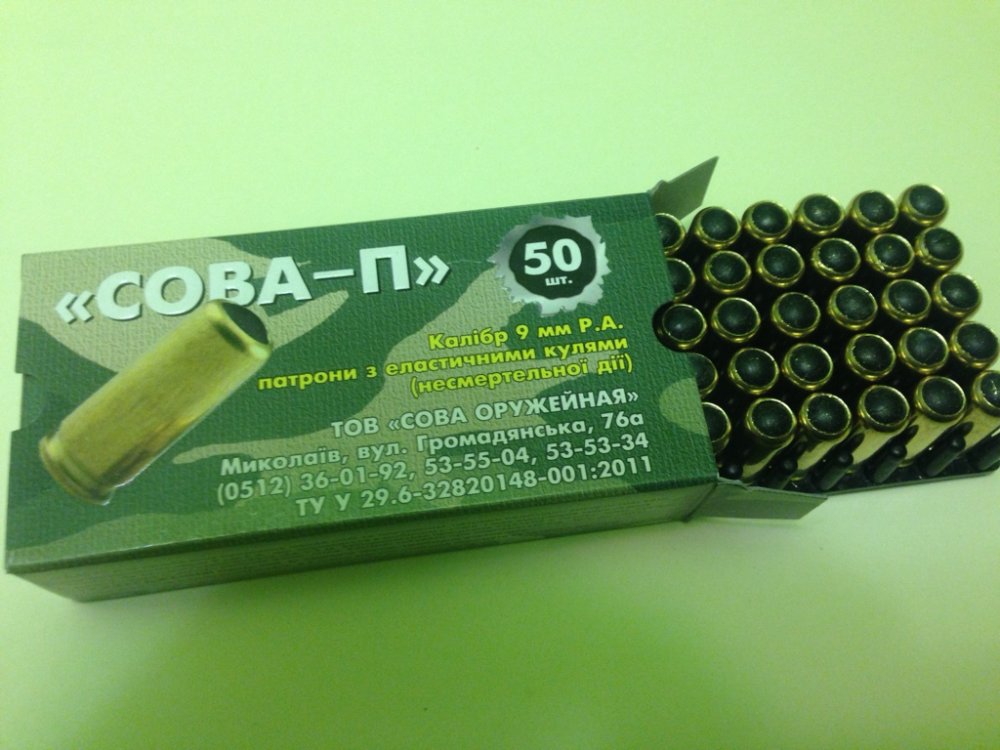 «СОВА–П»
50
шт.
Калібр 9 мм Р.А.
патрони з еластичними кулями
(несмертельної дії)
ТОВ «СОВА ОРУЖЕЙНАЯ»
Миколаїв, вул. Громадянська, 76а
(0512) 36-01-92, 53-55-04, 53-53-34
ТУ У 29.6-32820148-001:2011